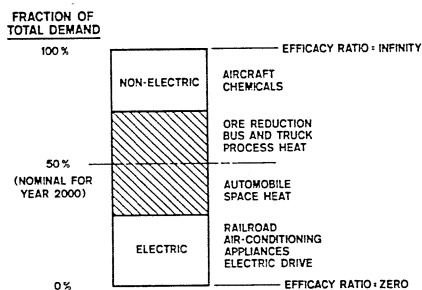 FRACTION OF
TOTAL DEMAND
100 %
EFFICACY RATIO = INFINITY
NON-ELECTRIC
AIRCRAFT
CHEMICALS
ORE REDUCTION
BUS AND TRUCK
PROCESS HEAT
50 %
(NOMINAL FOR
YEAR 2000)
AUTOMOBILE
SPACE HEAT
ELECTRIC
RAILROAD
AIR-CONDITIONING
APPLIANCES
ELECTRIC DRIVE
0 %
EFFICACY RATIO = ZERO